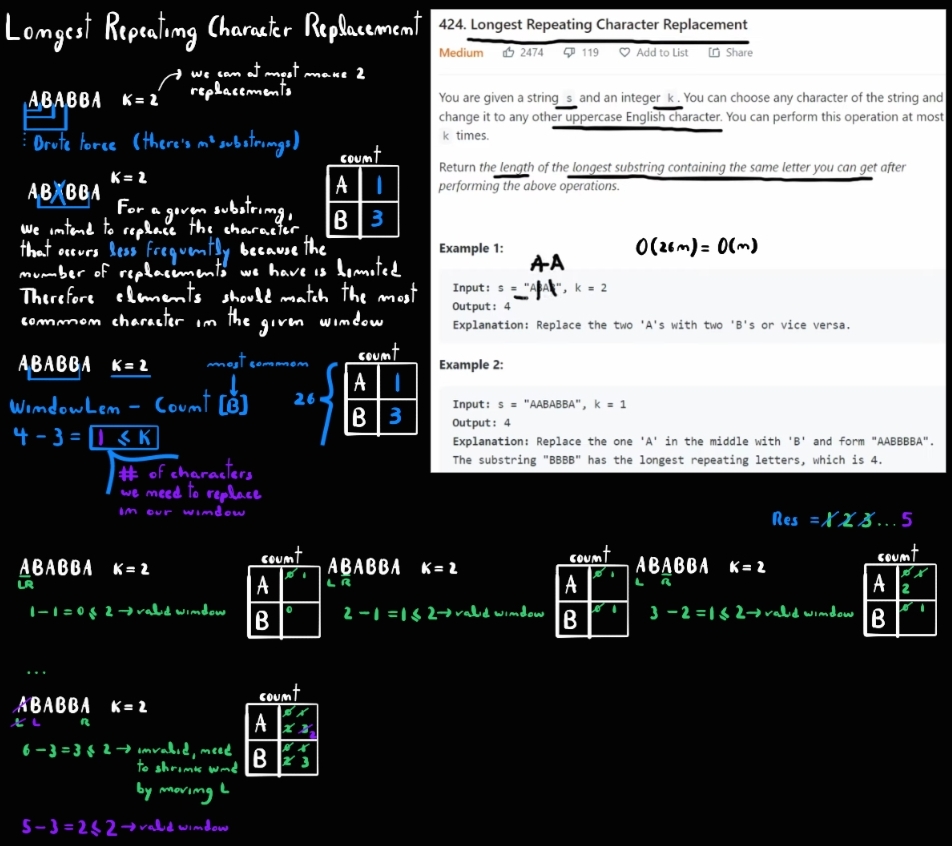 Longest Repeating Character Replacement
ABABBA K = 2
we can at most make 2
replacements
: Brute force (there's n² substrings)
ABABBA K = 2
count
A 1
B 3
For a given substring,
we intend to replace the character
that occurs less frequently because the
number of replacements we have is limited
Therefore elements should match the most
common character in the given window
ABABBA K = 2
most common
count
26
A 1
B 3
WindowLen - Count [B]
4 - 3 = 1 ≤ K
# of characters
we need to replace
in our window
424. Longest Repeating Character Replacement
Medium 2474 119 Add to List Share
You are given a string s and an integer k. You can choose any character of the string and
change it to any other uppercase English character. You can perform this operation at most
k times.
Return the length of the longest substring containing the same letter you can get after
performing the above operations.
Example 1:
O(26n) = O(n)
A-A
Input: s = "ABAB", k = 2
Output: 4
Explanation: Replace the two 'A's with two 'B's or vice versa.
Example 2:
Input: s = "AABABBA", k = 1
Output: 4
Explanation: Replace the one 'A' in the middle with 'B' and form "AABBBBA".
The substring "BBBB" has the longest repeating letters, which is 4.
Res = 1 2 3 ... 5
ABABBA K = 2
LR
1 - 1 = 0 ≤ 2 → valid window
count
A 0 1
B 0
ABABBA K = 2
L R
2 - 1 = 1 ≤ 2 → valid window
count
A 0 1
B 0 1
ABABBA K = 2
L R
3 - 2 = 1 ≤ 2 → valid window
count
A 0 1
2
B 0 1
...
ABABBA K = 2
L L R
6 - 3 = 3 ≤ 2 → invalid, need
to shrink wnd
by moving L
5 - 3 = 2 ≤ 2 → valid window
count
A 0 1
2 3 2
B 0 1
2 3